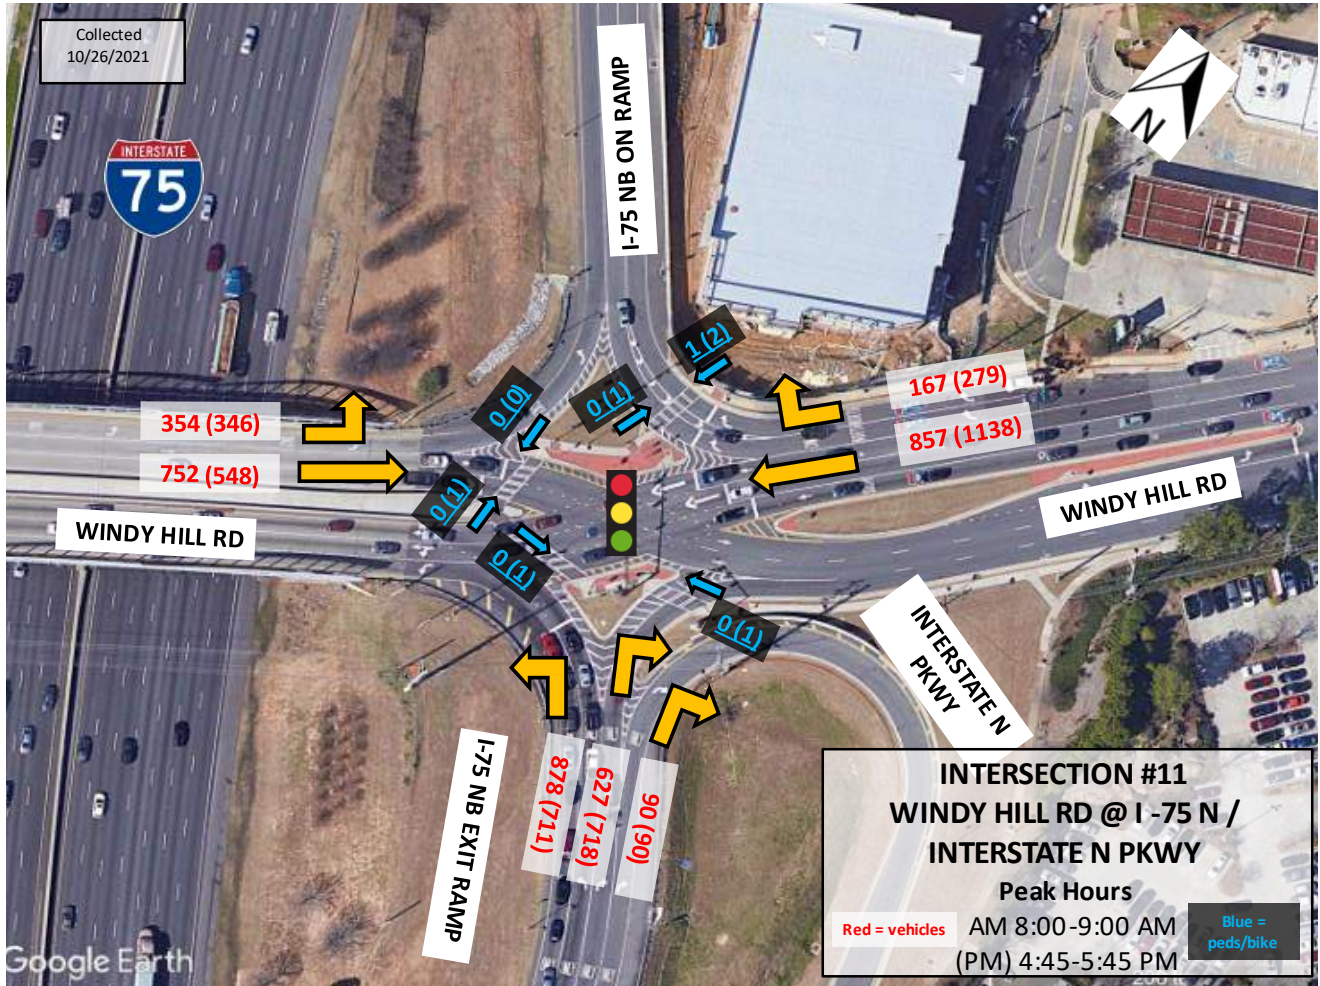 Collected
10/26/2021
INTERSTATE
75
I-75 NB ON RAMP
N
1 (2)
0 (0)
0 (1)
167 (279)
354 (346)
857 (1138)
752 (548)
0 (1)
WINDY HILL RD
WINDY HILL RD
0 (1)
0 (1)
INTERSTATE N
PKWY
I-75 NB EXIT RAMP
878 (711)
627 (718)
90 (90)
INTERSECTION #11
WINDY HILL RD @ I -75 N /
INTERSTATE N PKWY
Peak Hours
Red = vehicles
AM 8:00-9:00 AM
(PM) 4:45-5:45 PM
Blue =
peds/bike
Google Earth